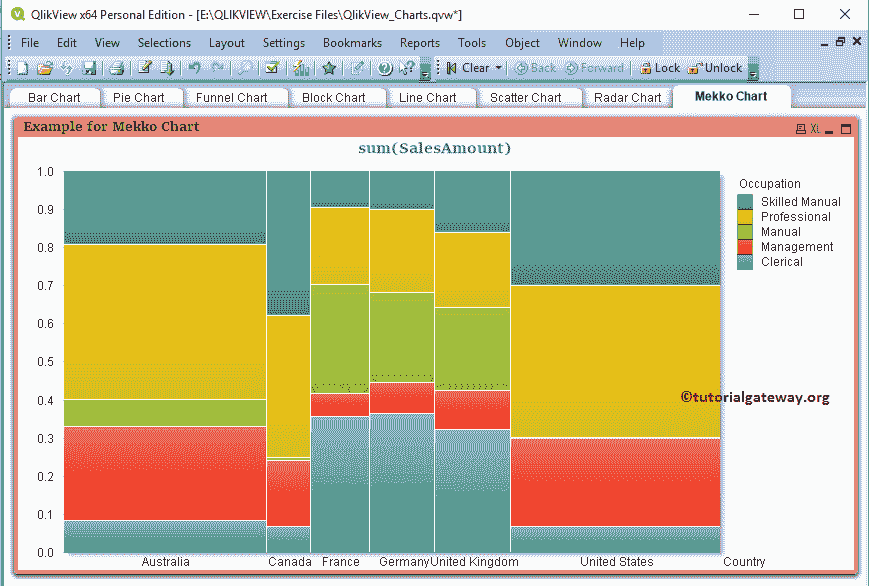 QlikView x64 Personal Edition - [E:\QLIKVIEW\Exercise Files\QlikView_Charts.qvw*]
File Edit View Selections Layout Settings Bookmarks Reports Tools Object Window Help
Clear Back Forward Lock Unlock
Bar Chart Pie Chart Funnel Chart Block Chart Line Chart Scatter Chart Radar Chart Mekko Chart
Example for Mekko Chart XL
sum(SalesAmount)
1.0
0.9
0.8
0.7
0.6
0.5
0.4
0.3
0.2
0.1
0.0
Australia Canada France Germany United Kingdom United States Country
Occupation
Skilled Manual
Professional
Manual
Management
Clerical
©tutorialgateway.org